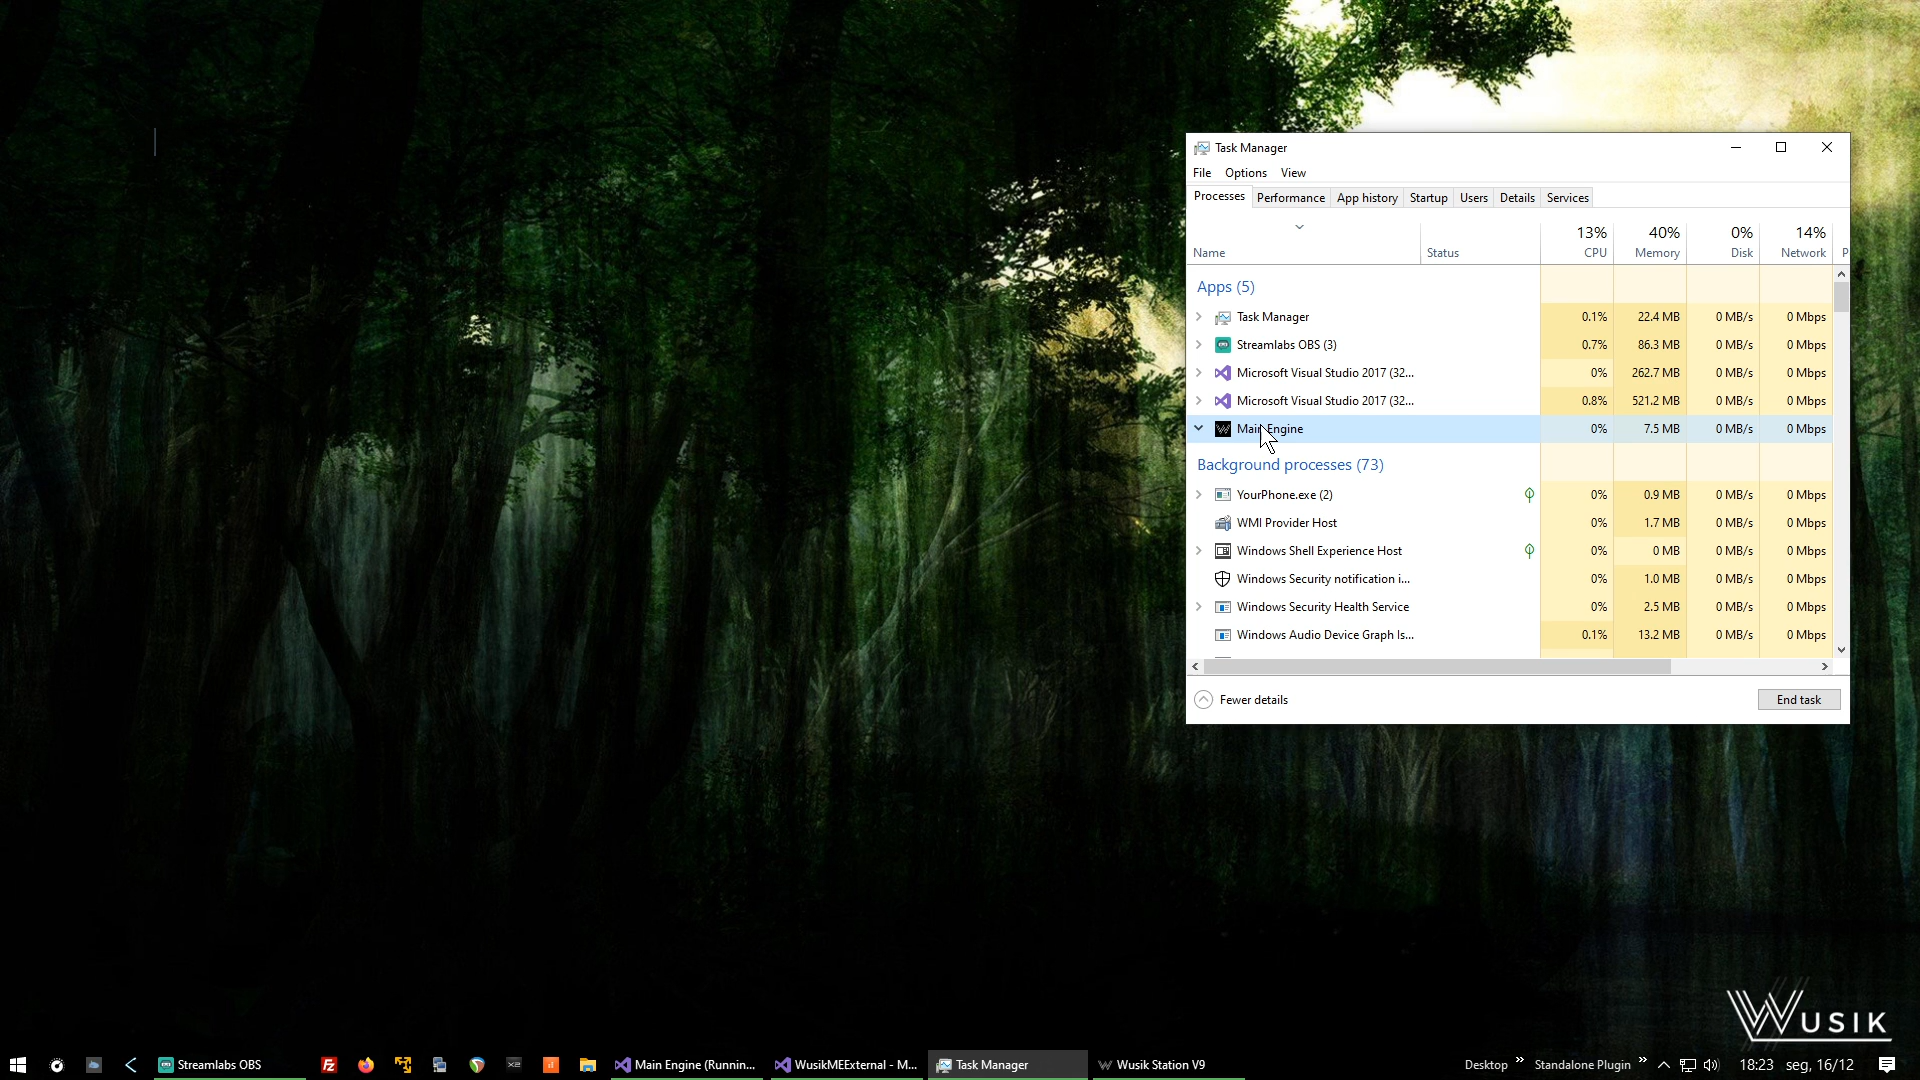 Task Manager
File Options View
Processes Performance App history Startup Users Details Services
13% 40% 0% 14%
Name Status CPU Memory Disk Network P
Apps (5)
Task Manager 0.1% 22.4 MB 0 MB/s 0 Mbps
Streamlabs OBS (3) 0.7% 86.3 MB 0 MB/s 0 Mbps
Microsoft Visual Studio 2017 (32... 0% 262.7 MB 0 MB/s 0 Mbps
Microsoft Visual Studio 2017 (32... 0.8% 521.2 MB 0 MB/s 0 Mbps
Main Engine 0% 7.5 MB 0 MB/s 0 Mbps
Background processes (73)
YourPhone.exe (2) 0% 0.9 MB 0 MB/s 0 Mbps
WMI Provider Host 0% 1.7 MB 0 MB/s 0 Mbps
Windows Shell Experience Host 0% 0 MB 0 MB/s 0 Mbps
Windows Security notification i... 0% 1.0 MB 0 MB/s 0 Mbps
Windows Security Health Service 0% 2.5 MB 0 MB/s 0 Mbps
Windows Audio Device Graph Is... 0.1% 13.2 MB 0 MB/s 0 Mbps
Fewer details End task
WUSIK
Streamlabs OBS Main Engine (Runnin... WusikMEExternal - M... Task Manager Wusik Station V9 Desktop Standalone Plugin 18:23 seg, 16/12